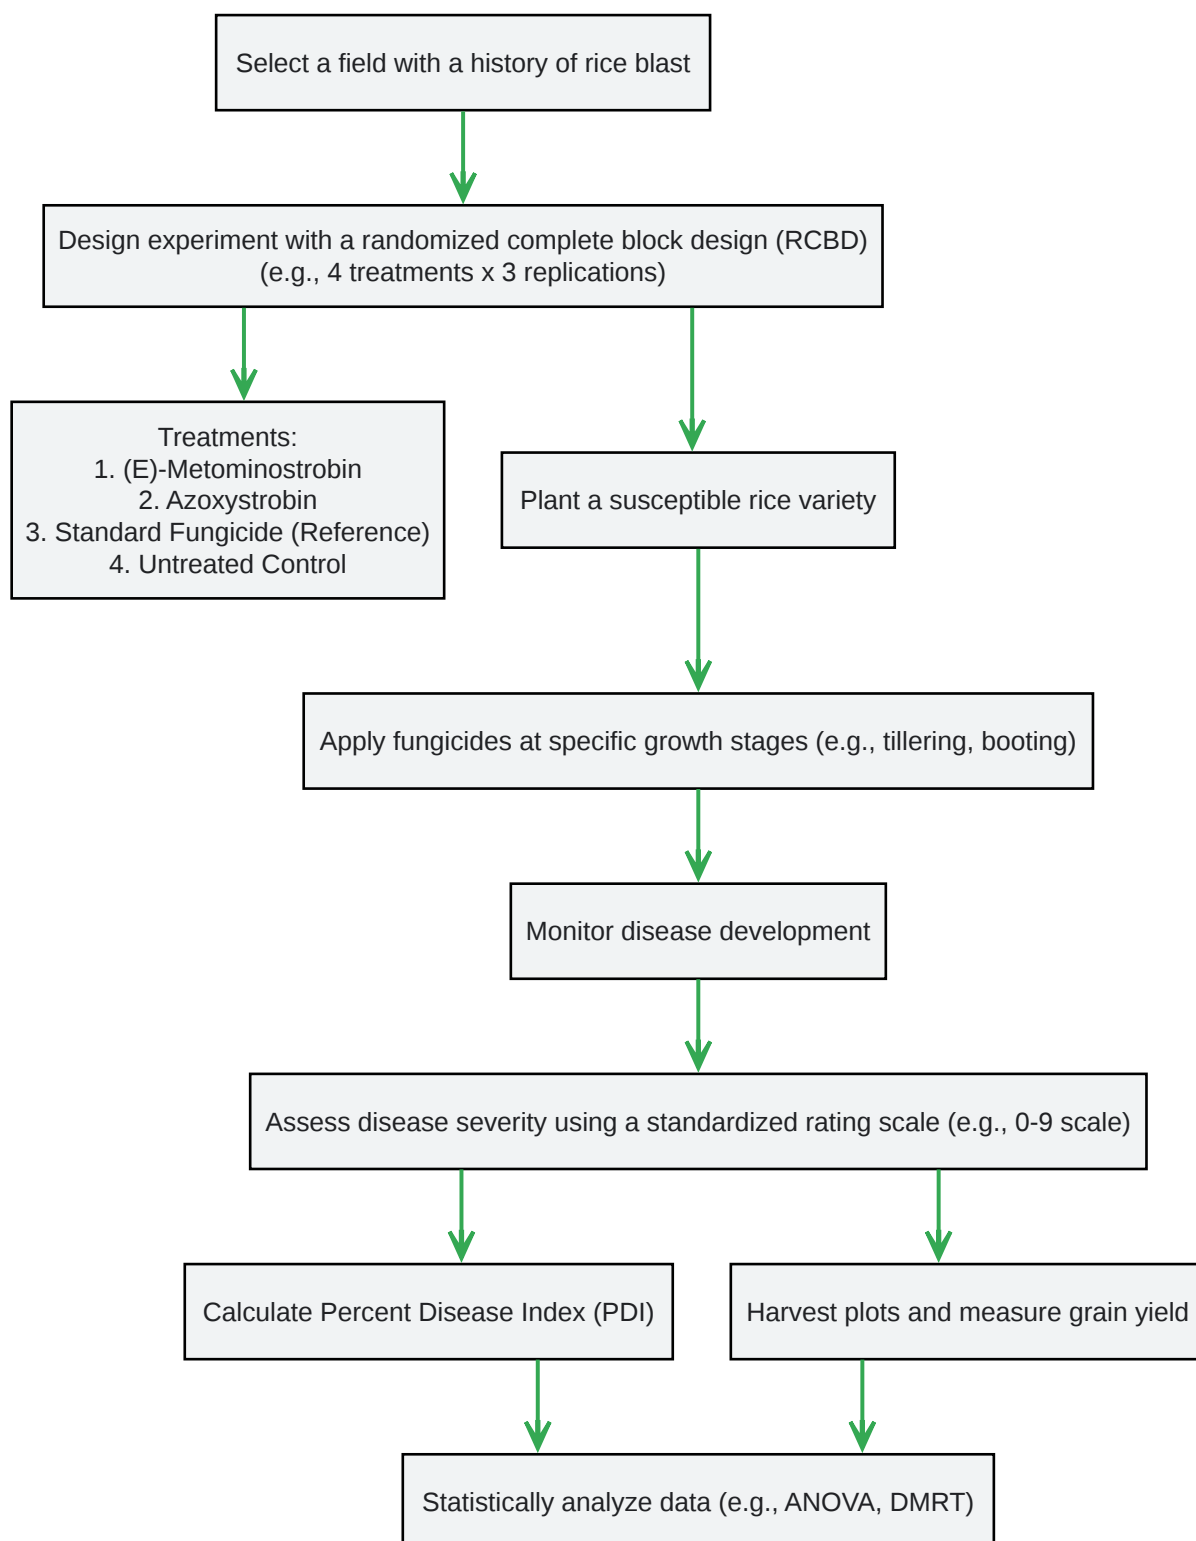 Select a field with a history of rice blast
Design experiment with a randomized complete block design (RCBD)
(e.g., 4 treatments x 3 replications)
Treatments:
1. (E)-Metominostrobin
2. Azoxystrobin
3. Standard Fungicide (Reference)
4. Untreated Control
Plant a susceptible rice variety
Apply fungicides at specific growth stages (e.g., tillering, booting)
Monitor disease development
Assess disease severity using a standardized rating scale (e.g., 0-9 scale)
Calculate Percent Disease Index (PDI)
Harvest plots and measure grain yield
Statistically analyze data (e.g., ANOVA, DMRT)